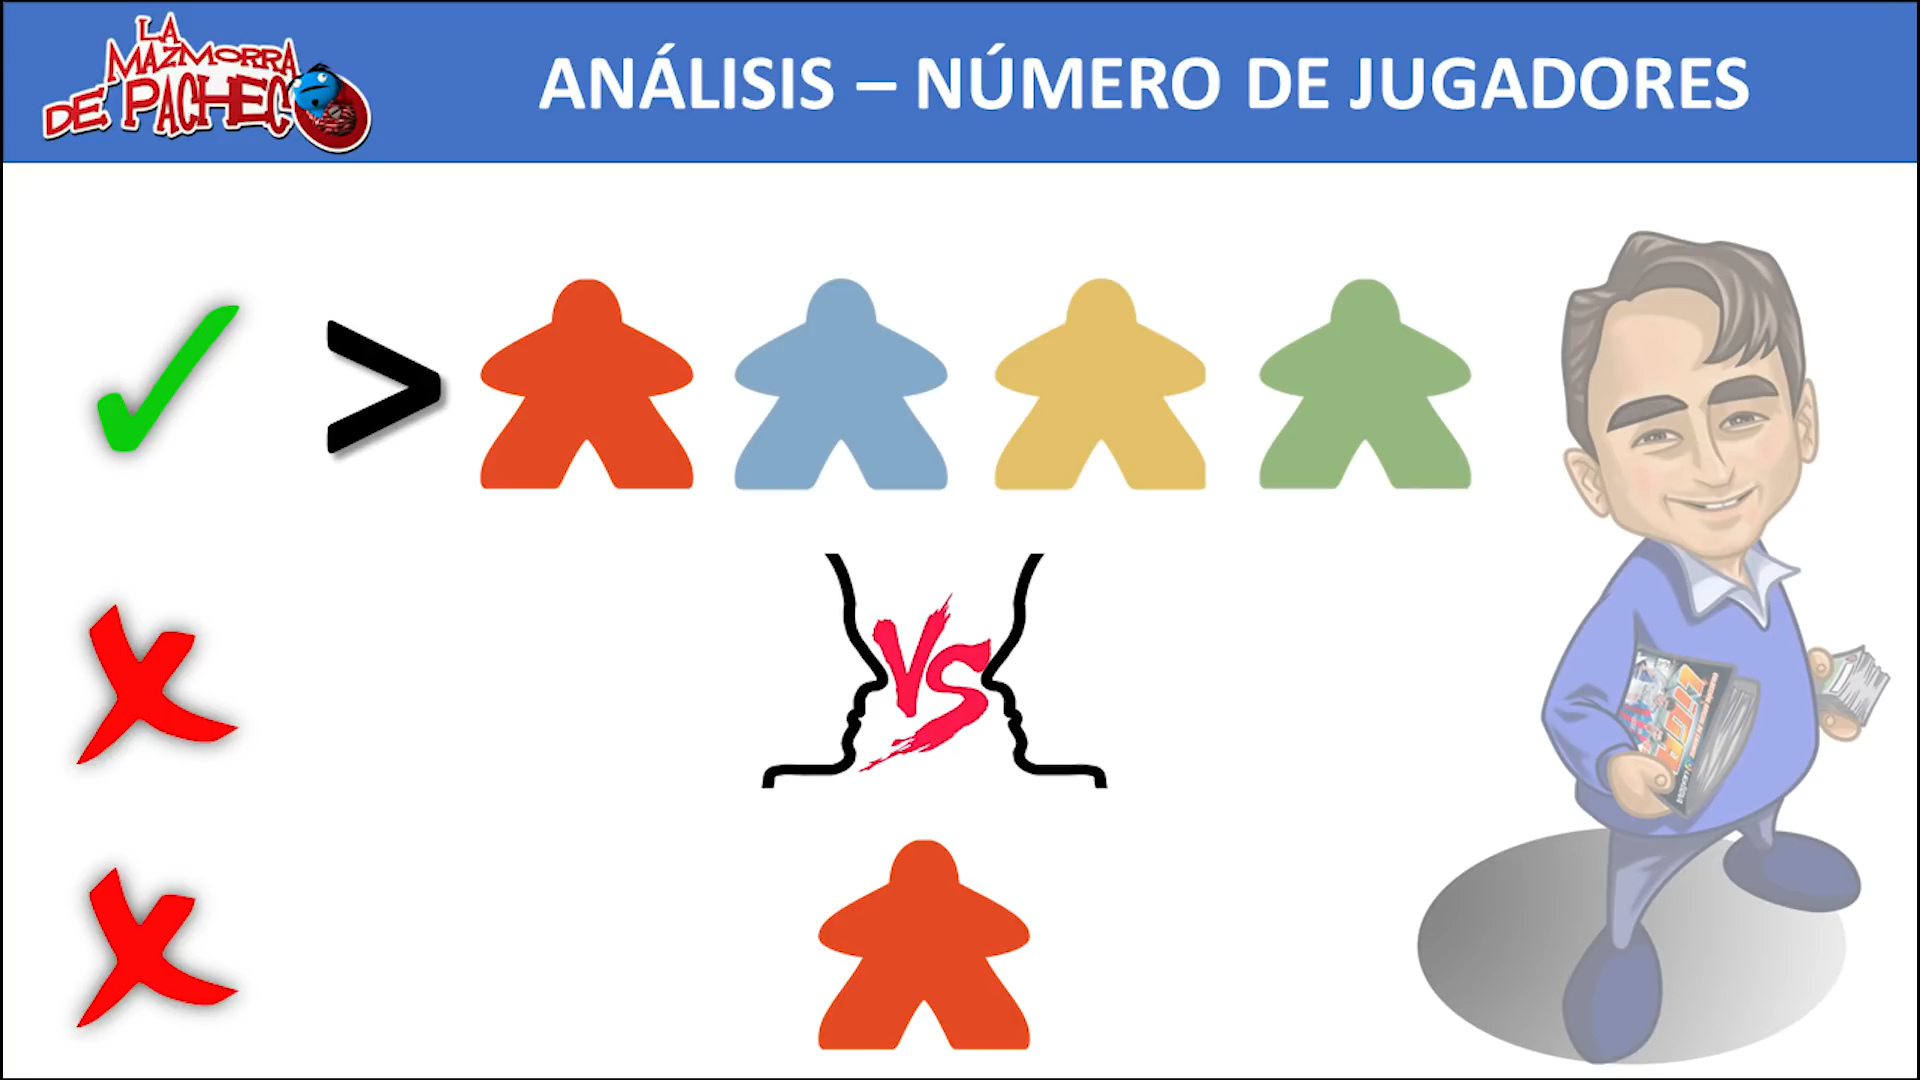 LA
MAZMORRA
DE PACHECO
ANÁLISIS – NÚMERO DE JUGADORES
>
VS